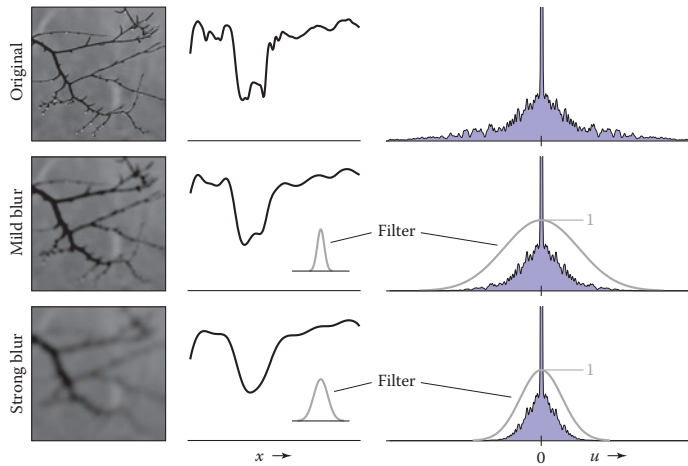 Original
Mild blur
Filter
1
Strong blur
Filter
1
x →
0 u →